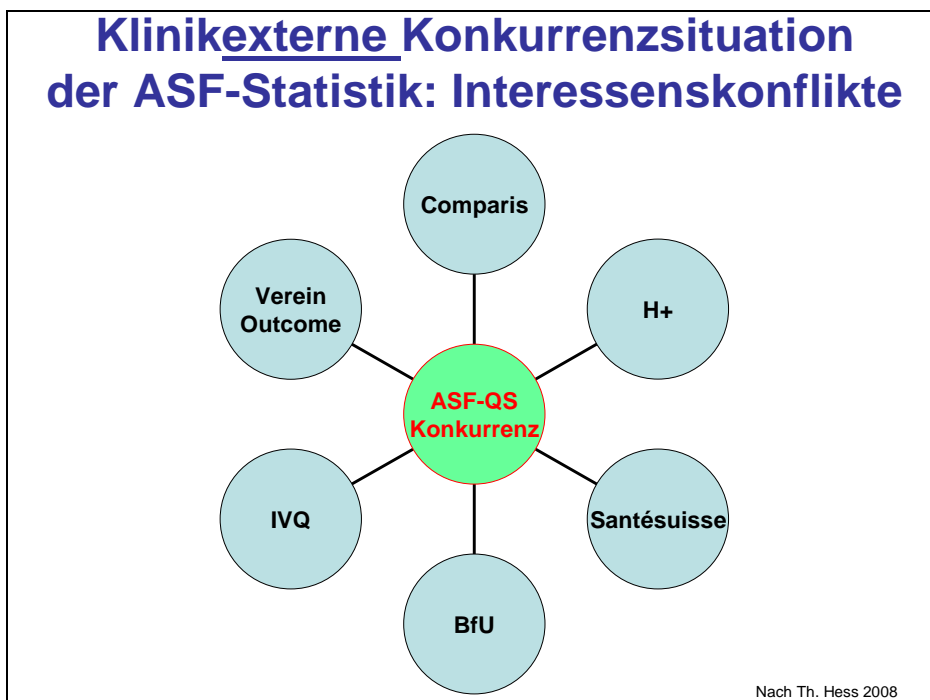 Klinikexterne Konkurrenzsituation
der ASF-Statistik: Interessenskonflikte
Comparis
Verein
Outcome
H+
ASF-QS
Konkurrenz
IVQ
Santésuisse
BfU
Nach Th. Hess 2008